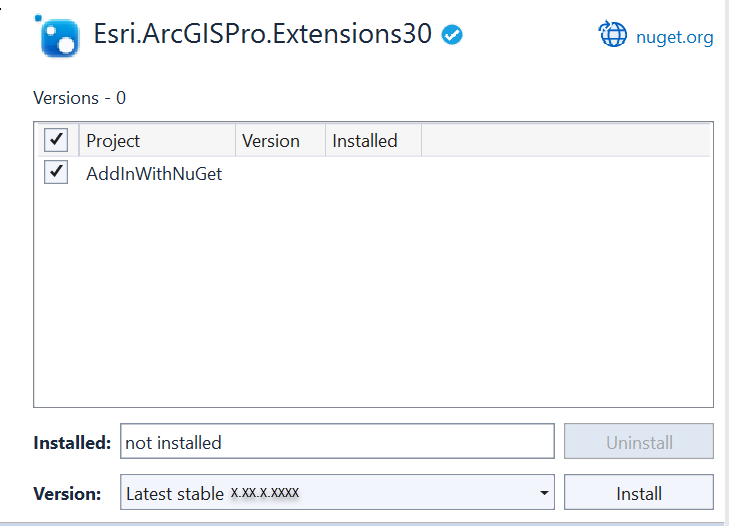 Esri.ArcGISPro.Extensions30 nuget.org
Versions - 0
Project Version Installed
AddInWithNuGet
Installed: not installed Uninstall
Version: Latest stable x.xx.x.xxxx Install